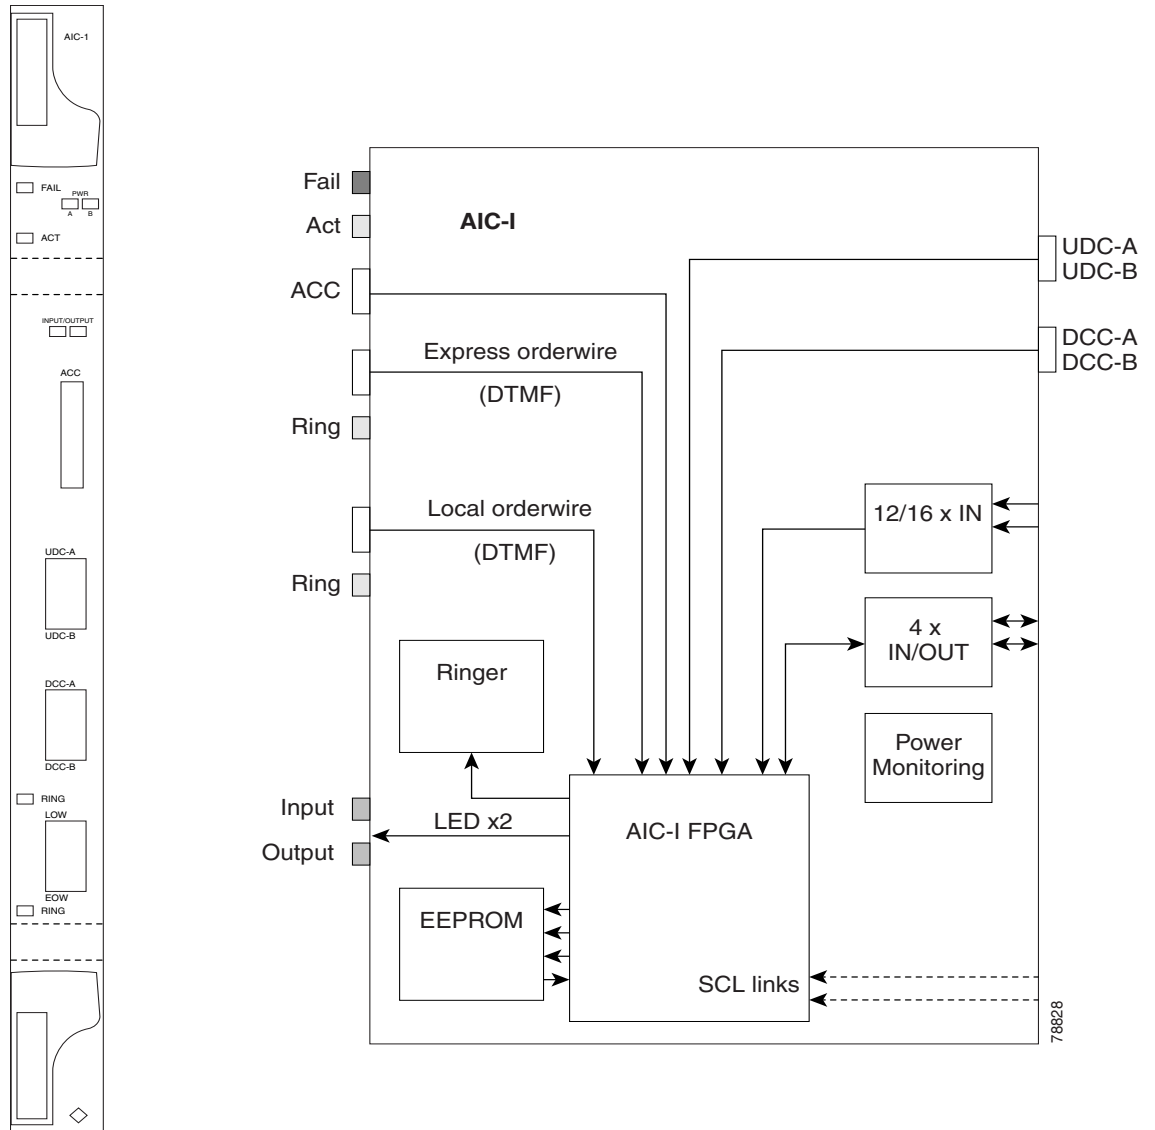 AIC-1
FAIL
PWR
A B
ACT
INPUT/OUTPUT
ACC
UDC-A
UDC-B
DCC-A
DCC-B
RING
LOW
EOW
RING
Fail
Act
AIC-I
ACC
UDC-A
UDC-B
DCC-A
DCC-B
Express orderwire
(DTMF)
Ring
Local orderwire
(DTMF)
Ring
12/16 x IN
4 x
IN/OUT
Ringer
Power
Monitoring
Input
LED x2
Output
AIC-I FPGA
EEPROM
SCL links
78828